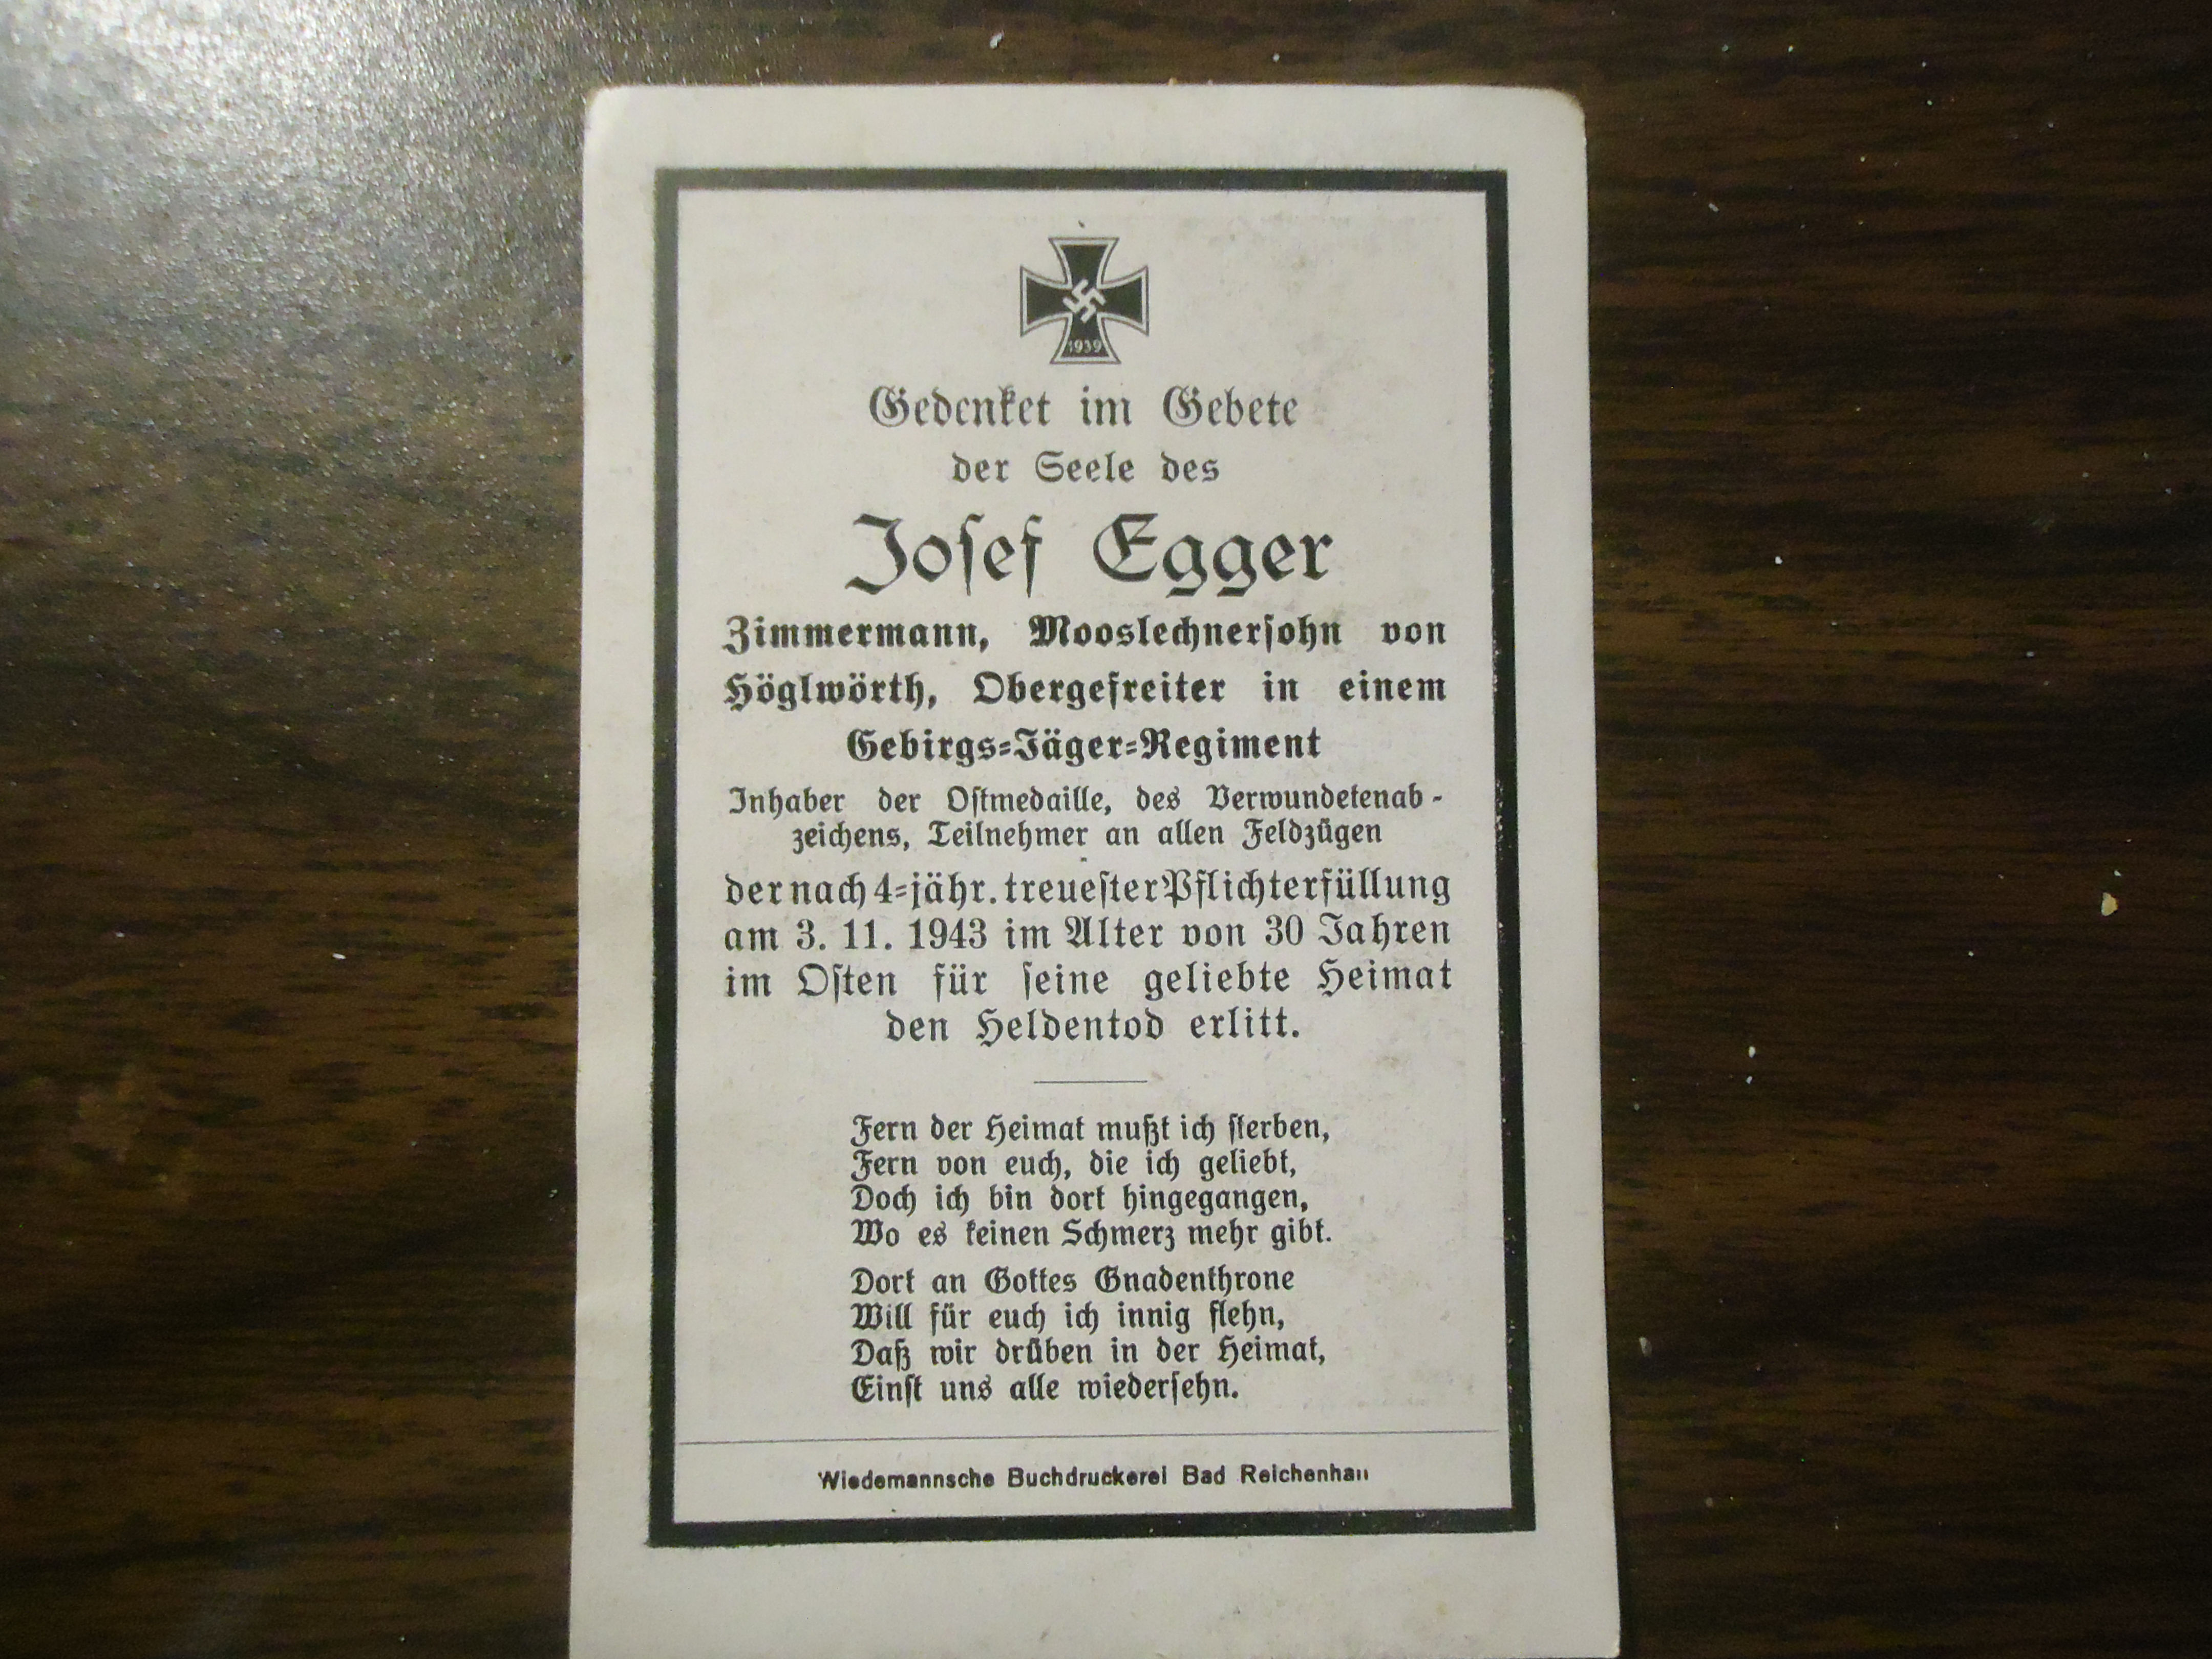 1939
Gedenket im Gebete
der Seele des
Josef Egger
Zimmermann, Mooslechnersohn von
Höglwörth, Obergefreiter in einem
Gebirgs=Jäger=Regiment
Inhaber der Ostmedaille, des Verwundetenab-
zeichens, Teilnehmer an allen Feldzügen
der nach 4=jähr. treuester Pflichterfüllung
am 3. 11. 1943 im Alter von 30 Jahren
im Osten für seine geliebte Heimat
den Heldentod erlitt.
Fern der Heimat mußt ich sterben,
Fern von euch, die ich geliebt,
Doch ich bin dort hingegangen,
Wo es keinen Schmerz mehr gibt.
Dort an Gottes Gnadenthrone
Will für euch ich innig flehn,
Daß wir drüben in der Heimat,
Einst uns alle wiedersehn.
Wiedemannsche Buchdruckerei Bad Reichenhall